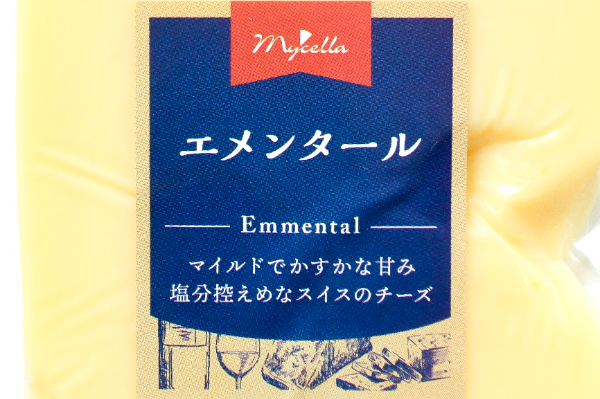 Mycella
エメンタール
Emmental
マイルドでかすかな甘み
塩分控えめなスイスのチーズ